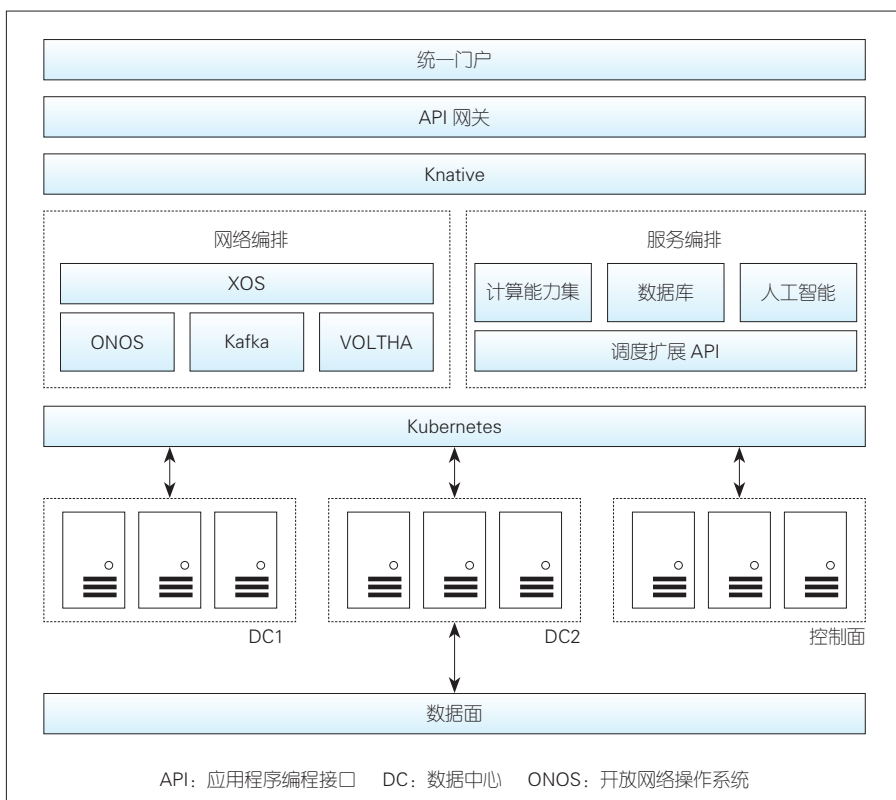 统一门户
API 网关
Knative
网络编排
服务编排
XOS
计算能力集
数据库
人工智能
ONOS
Kafka
VOLTHA
调度扩展 API
Kubernetes
DC1
DC2
控制面
数据面
API：应用程序编程接口 DC：数据中心 ONOS：开放网络操作系统